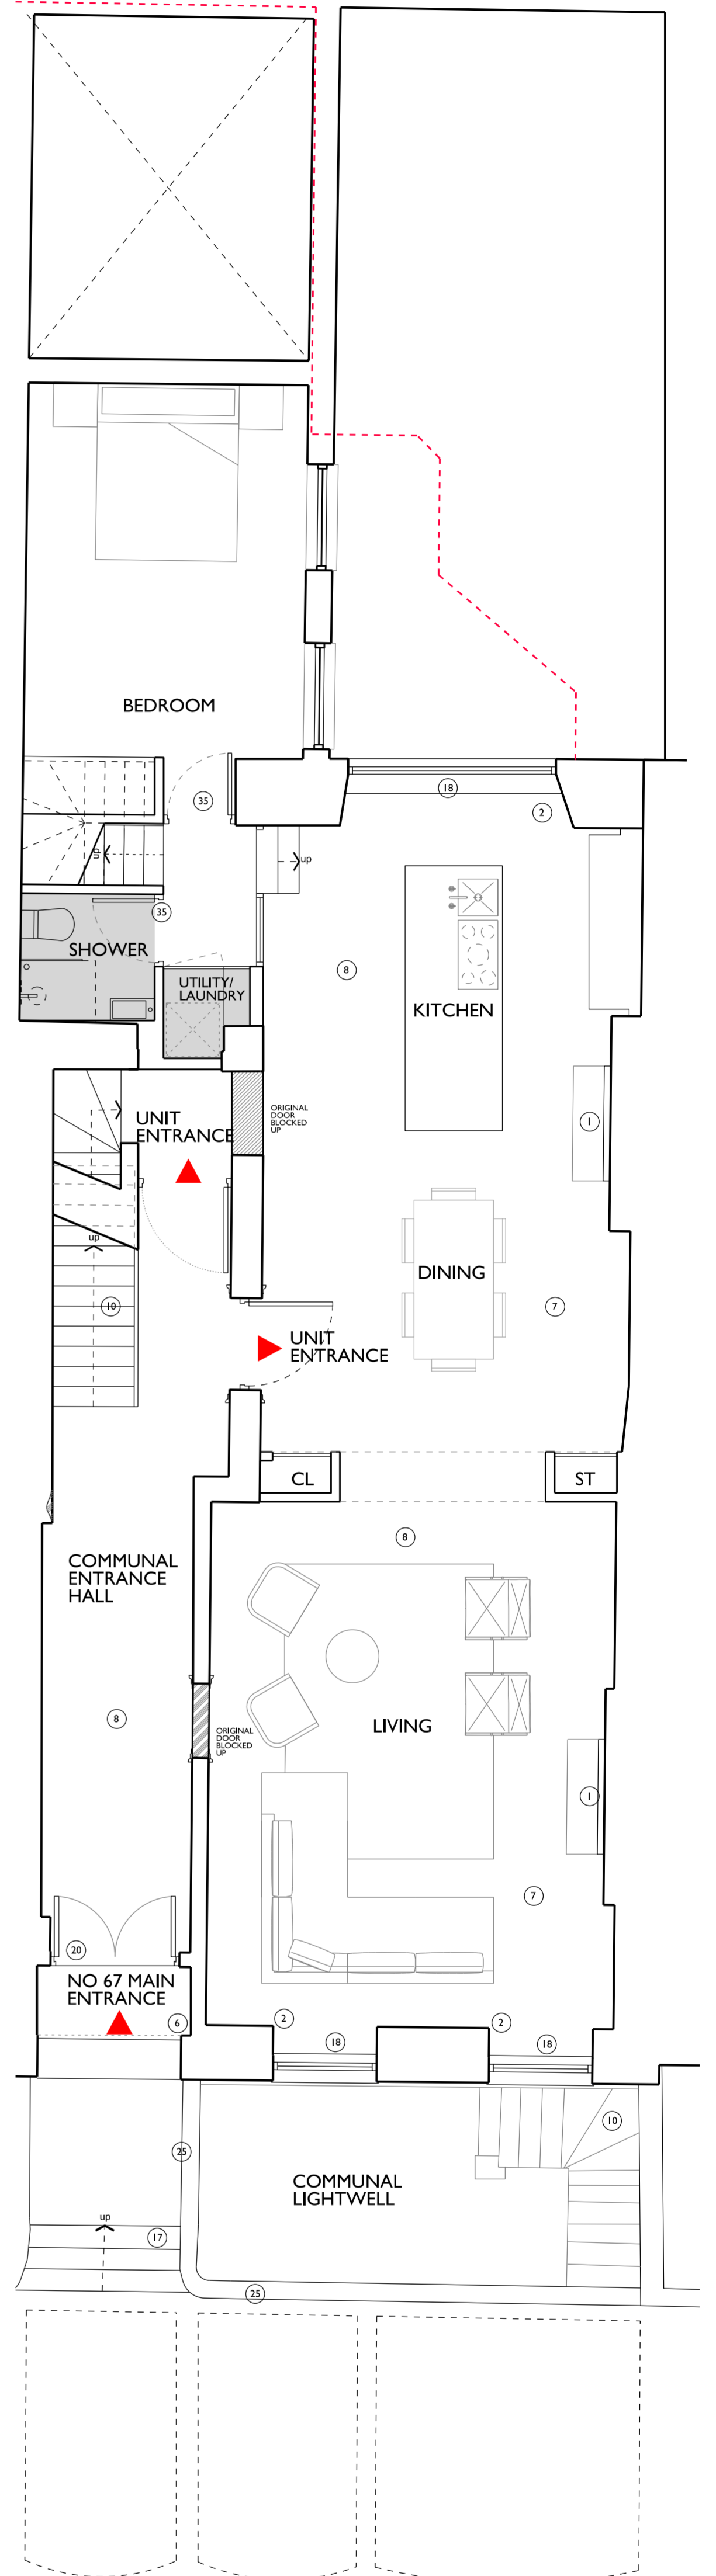 BEDROOM
35
18
2
up
up
35
SHOWER
8
UTILITY/
LAUNDRY
KITCHEN
UNIT
ENTRANCE
ORIGINAL
DOOR
BLOCKED
UP
1
up
DINING
10
7
UNIT
ENTRANCE
CL
ST
8
COMMUNAL
ENTRANCE
HALL
8
LIVING
ORIGINAL
DOOR
BLOCKED
UP
1
7
20
NO 67 MAIN
ENTRANCE
6
2
2
18
18
10
25
COMMUNAL
LIGHTWELL
up
17
25